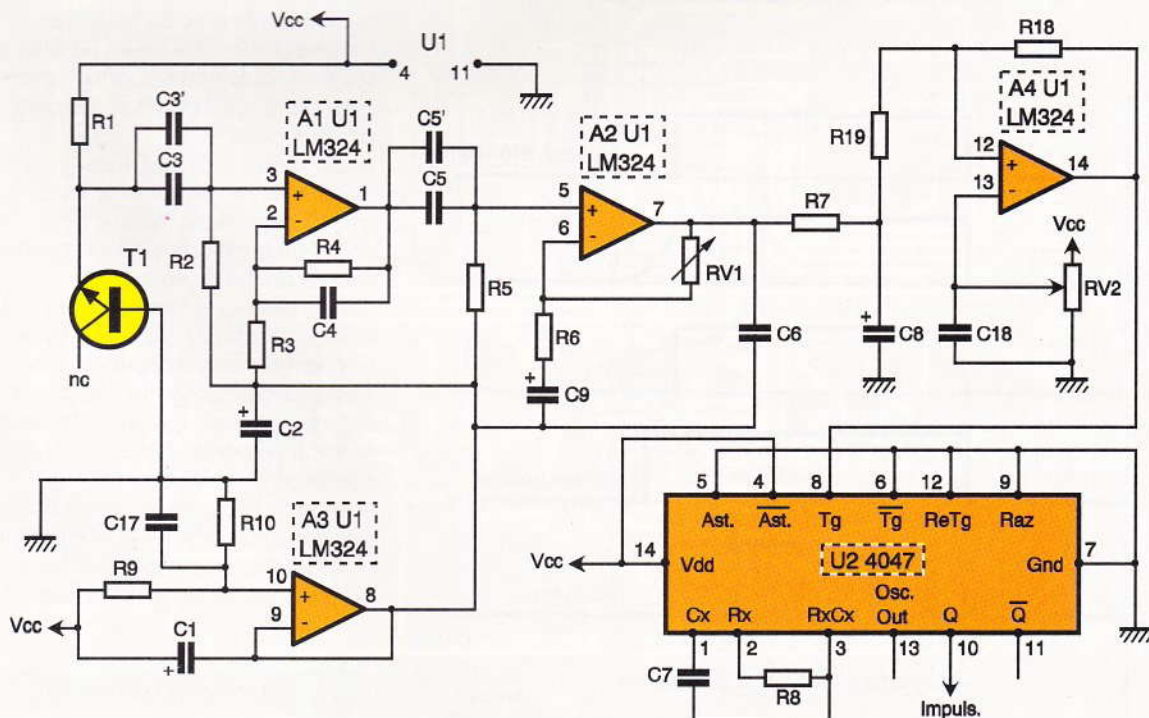 Vcc
U1
4
11
R18
C3'
A1 U1
LM324
C5'
A4 U1
LM324
R1
A2 U1
LM324
R19
C3
3
1
C5
12
14
2
5
7
R7
13
T1
R2
R4
6
RV1
Vcc
C4
R5
RV2
R3
R6
C6
C8
C18
nc
C9
C2
5
4
8
6
12
9
C17
R10
A3 U1
LM324
Ast.
Ast.
Tg
Tg
ReTg
Raz
Vcc
14
Vdd
U2 4047
Gnd
7
R9
10
8
Osc.
Vcc
9
Cx
Rx
RxCx
Out
Q
Q
C1
1
2
3
13
10
11
C7
R8
Impuls.